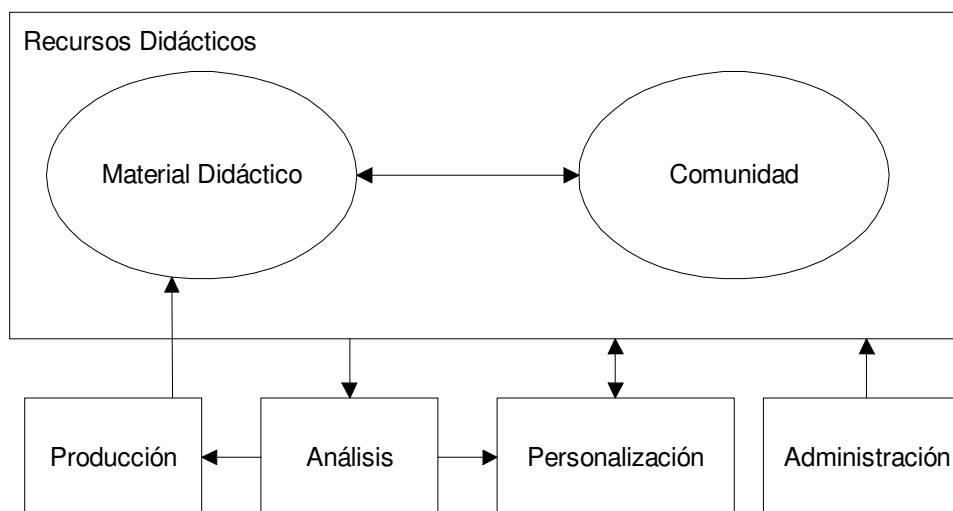 Recursos Didácticos
Material Didáctico
Comunidad
Producción
Análisis
Personalización
Administración